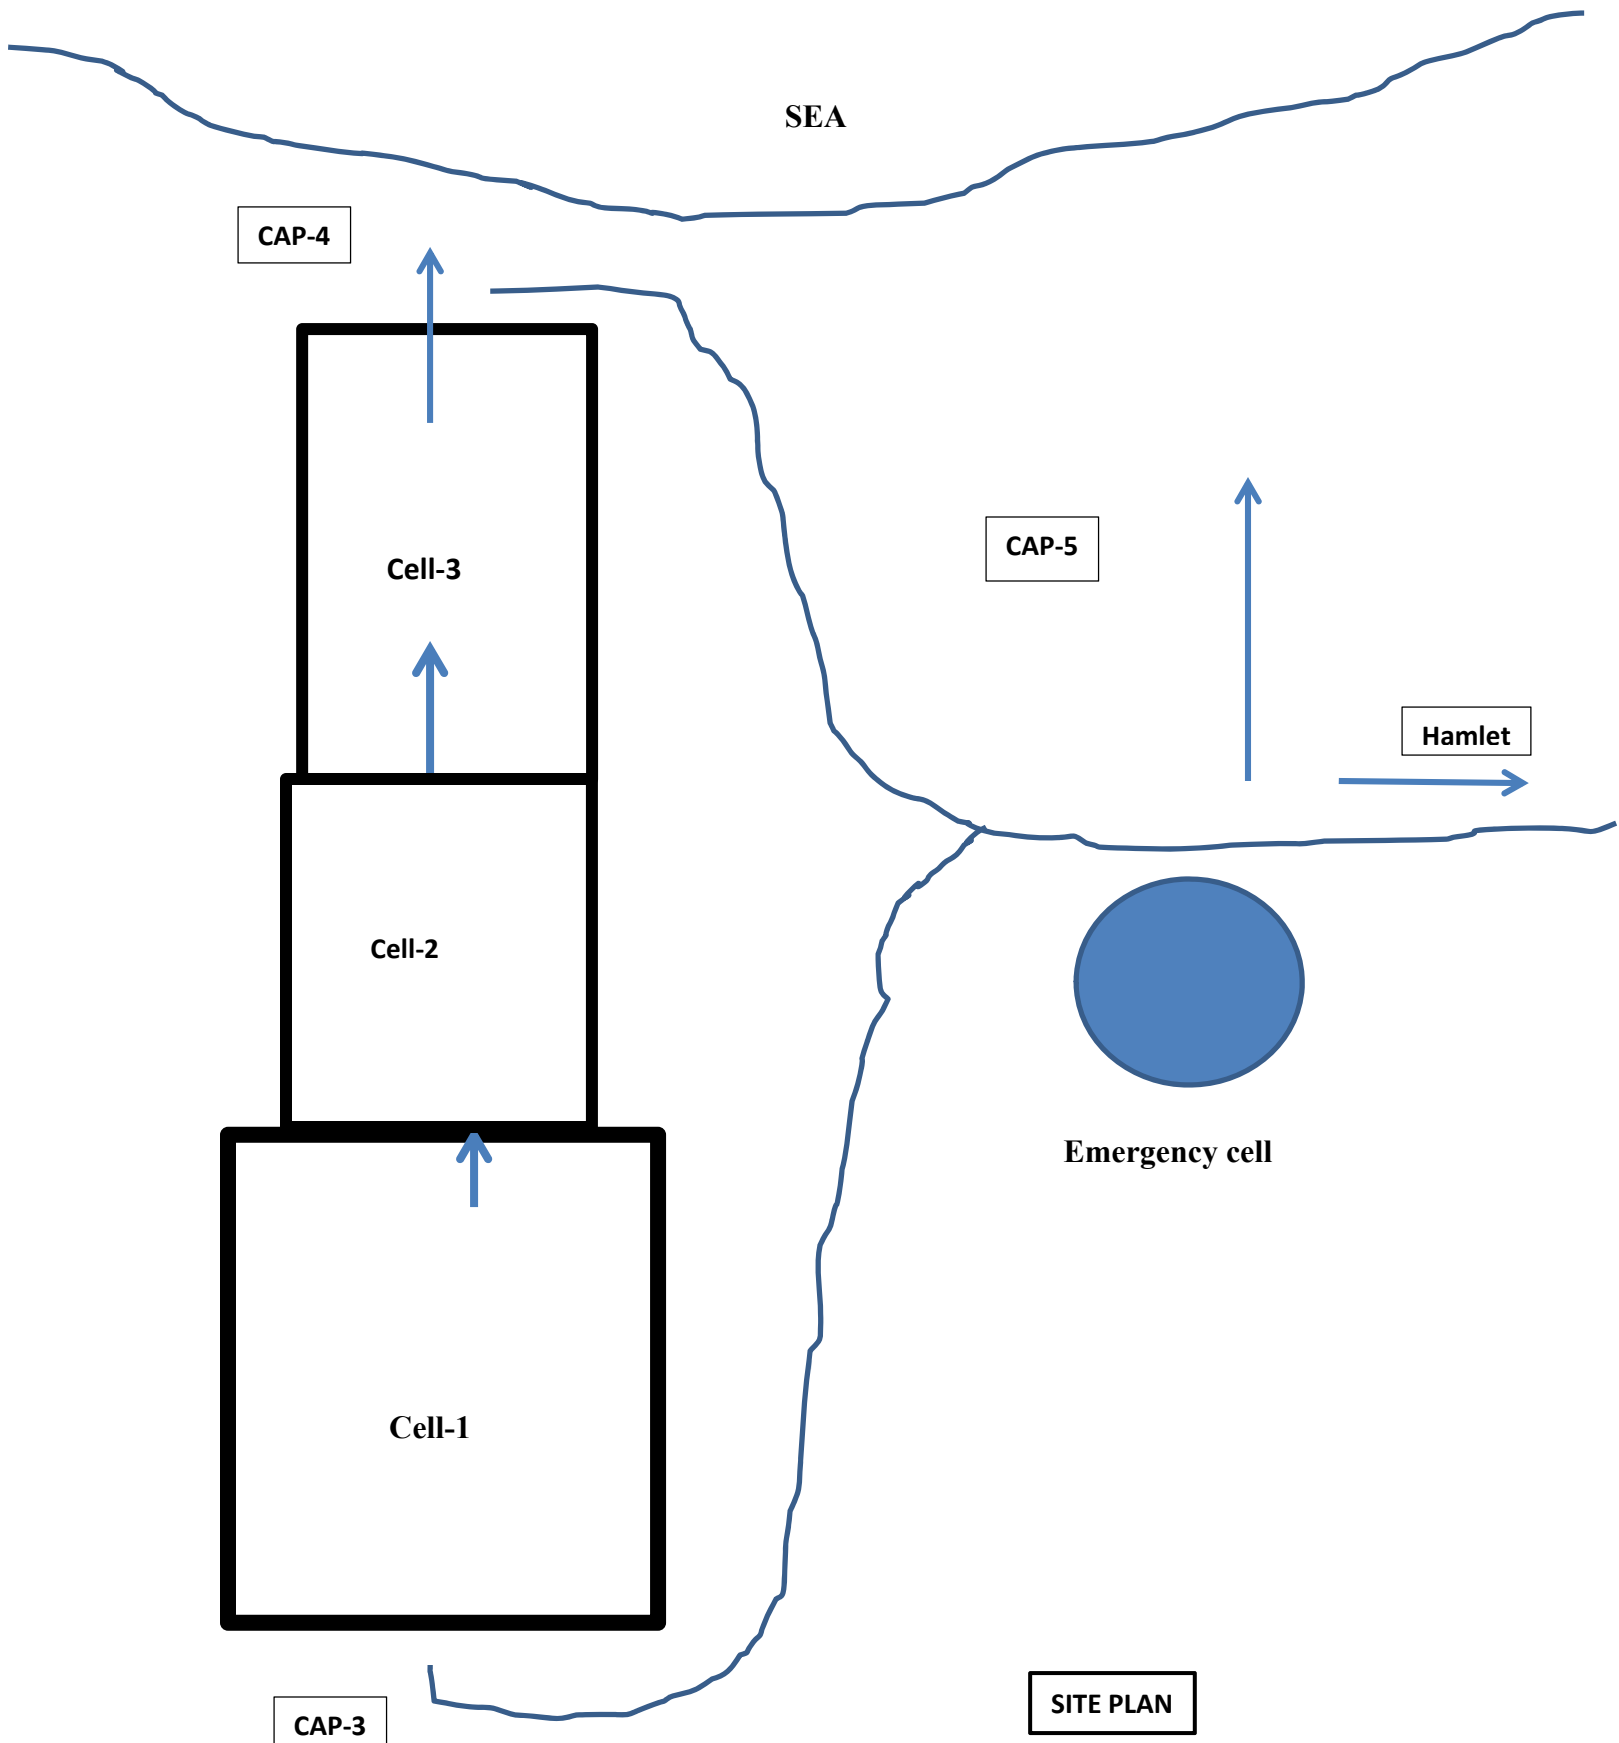 SEA
CAP-4
CAP-5
Cell-3
Hamlet
Cell-2
Emergency cell
Cell-1
SITE PLAN
CAP-3